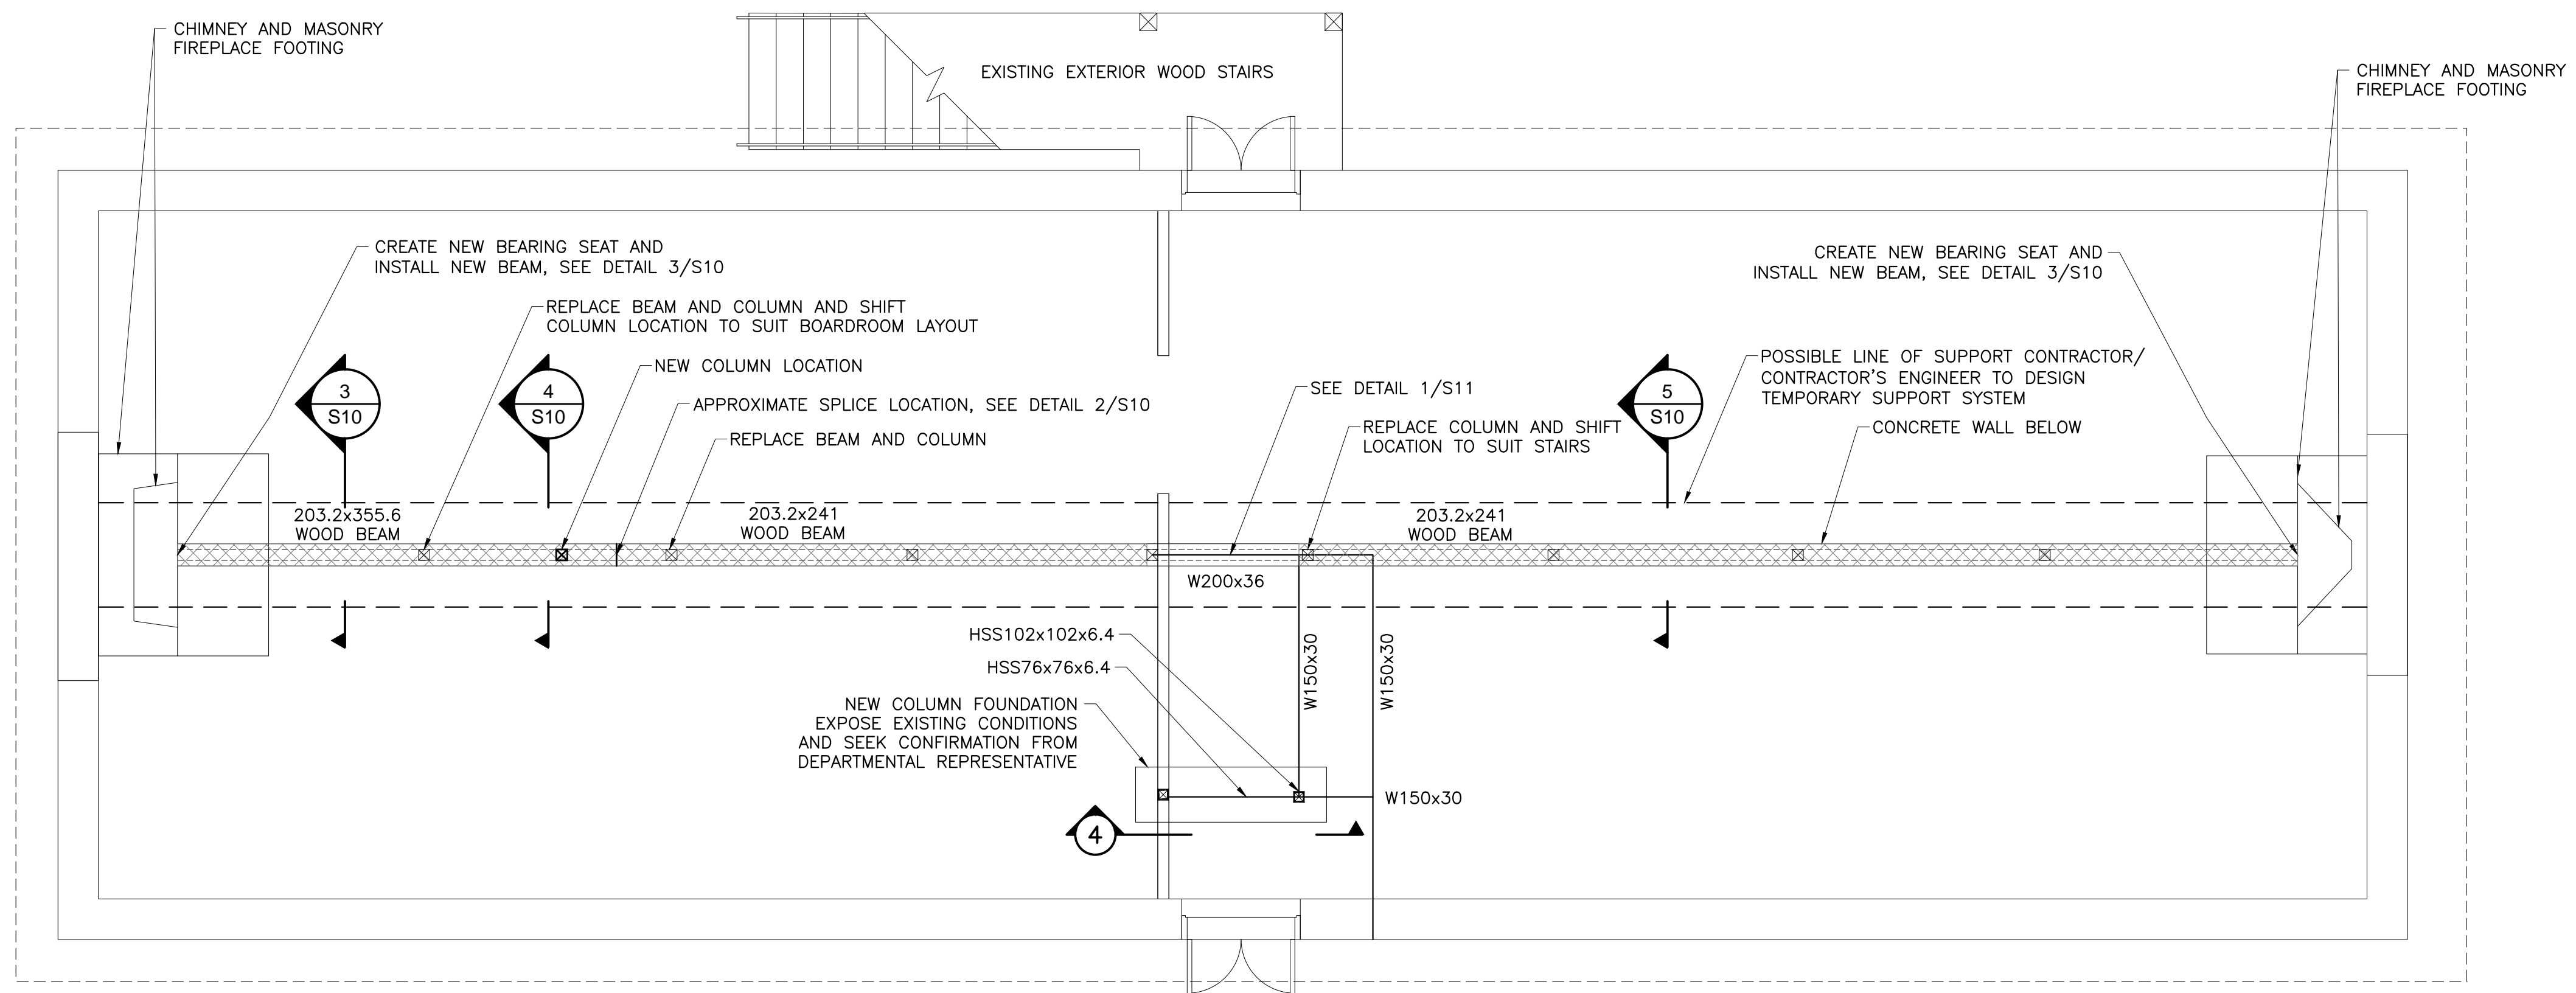 CHIMNEY AND MASONRY
FIREPLACE FOOTING
EXISTING EXTERIOR WOOD STAIRS
CHIMNEY AND MASONRY
FIREPLACE FOOTING
CREATE NEW BEARING SEAT AND
INSTALL NEW BEAM, SEE DETAIL 3/S10
CREATE NEW BEARING SEAT AND
INSTALL NEW BEAM, SEE DETAIL 3/S10
REPLACE BEAM AND COLUMN AND SHIFT
COLUMN LOCATION TO SUIT BOARDROOM LAYOUT
NEW COLUMN LOCATION
POSSIBLE LINE OF SUPPORT CONTRACTOR/
CONTRACTOR'S ENGINEER TO DESIGN
TEMPORARY SUPPORT SYSTEM
3
S10
4
S10
APPROXIMATE SPLICE LOCATION, SEE DETAIL 2/S10
SEE DETAIL 1/S11
5
S10
REPLACE BEAM AND COLUMN
REPLACE COLUMN AND SHIFT
LOCATION TO SUIT STAIRS
CONCRETE WALL BELOW
203.2x355.6
WOOD BEAM
203.2x241
WOOD BEAM
203.2x241
WOOD BEAM
W200x36
HSS102x102x6.4
HSS76x76x6.4
W150x30
W150x30
NEW COLUMN FOUNDATION
EXPOSE EXISTING CONDITIONS
AND SEEK CONFIRMATION FROM
DEPARTMENTAL REPRESENTATIVE
W150x30
4